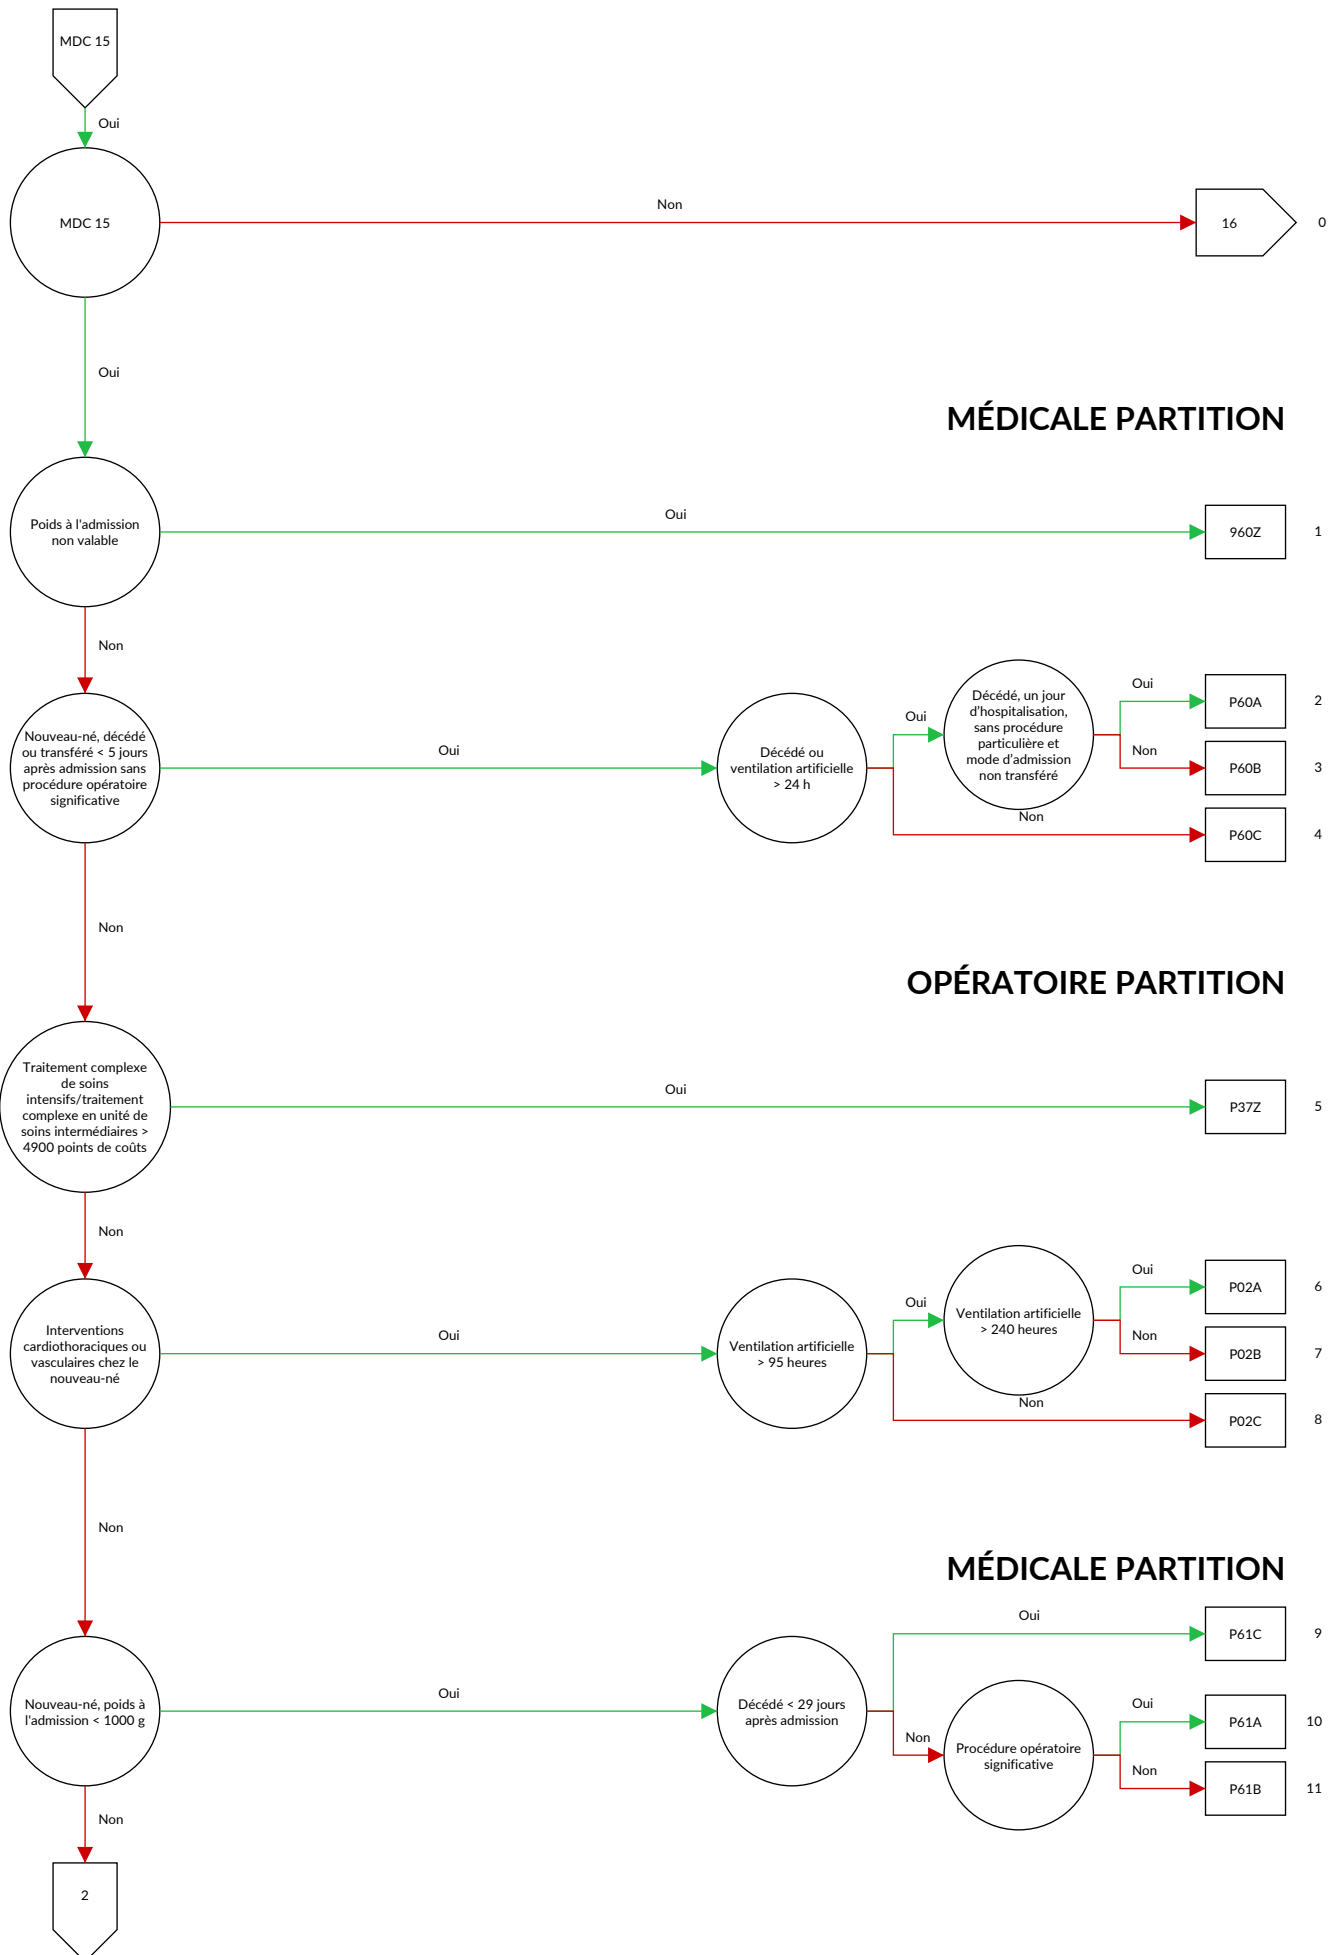 MDC 15
Oui
MDC 15
Non
16
0
Oui
MÉDICALE PARTITION
Poids à l'admission
non valable
Oui
960Z
1
Non
Nouveau-né, décédé
ou transféré < 5 jours
après admission sans
procédure opératoire
significative
Oui
Décédé ou
ventilation artificielle
> 24 h
Oui
Décédé, un jour
d'hospitalisation,
sans procédure
particulière et
mode d'admission
non transféré
Oui
P60A
2
Non
P60B
3
Non
P60C
4
Non
OPÉRATOIRE PARTITION
Traitement complexe
de soins
intensifs/traitement
complexe en unité de
soins intermédiaires >
4900 points de coûts
Oui
P37Z
5
Non
Interventions
cardiothoraciques ou
vasculaires chez le
nouveau-né
Oui
Ventilation artificielle
> 95 heures
Oui
Ventilation artificielle
> 240 heures
Oui
P02A
6
Non
P02B
7
Non
P02C
8
Non
MÉDICALE PARTITION
Nouveau-né, poids à
l'admission < 1000 g
Oui
Décédé < 29 jours
après admission
Oui
P61C
9
Non
Procédure opératoire
significative
Oui
P61A
10
Non
P61B
11
Non
2